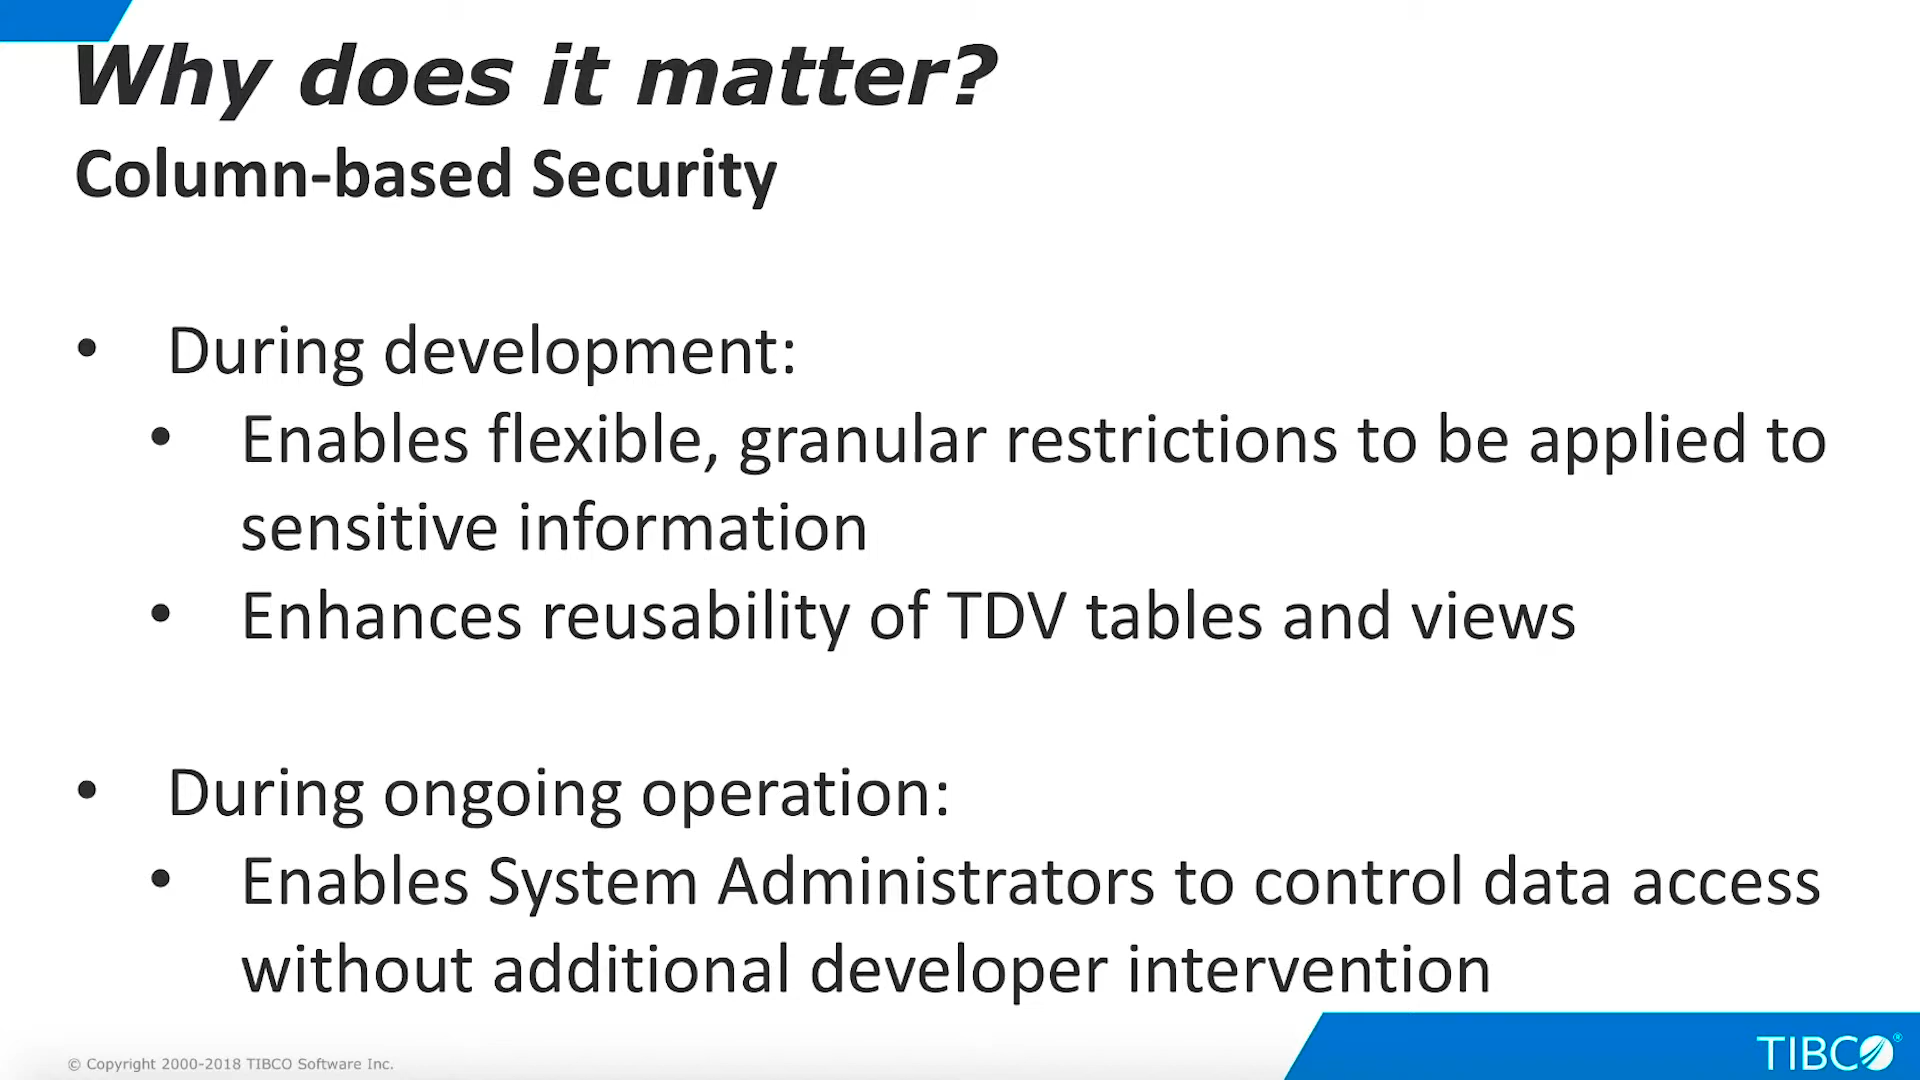 Why does it matter?
Column-based Security
• During development:
• Enables flexible, granular restrictions to be applied to
sensitive information
• Enhances reusability of TDV tables and views
• During ongoing operation:
• Enables System Administrators to control data access
without additional developer intervention
© Copyright 2000-2018 TIBCO Software Inc.
TIBCO®